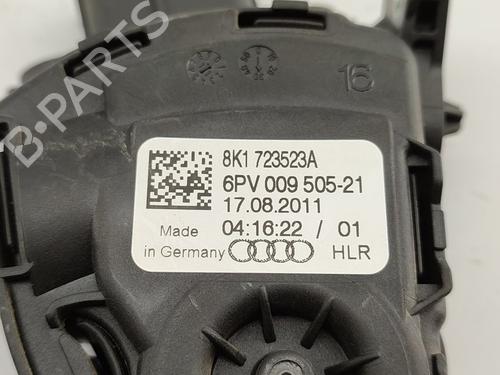 B-PARTS
16
8K1 723523A
6PV 009 505-21
17.08.2011
Made 04:16:22 / 01
in Germany HLR